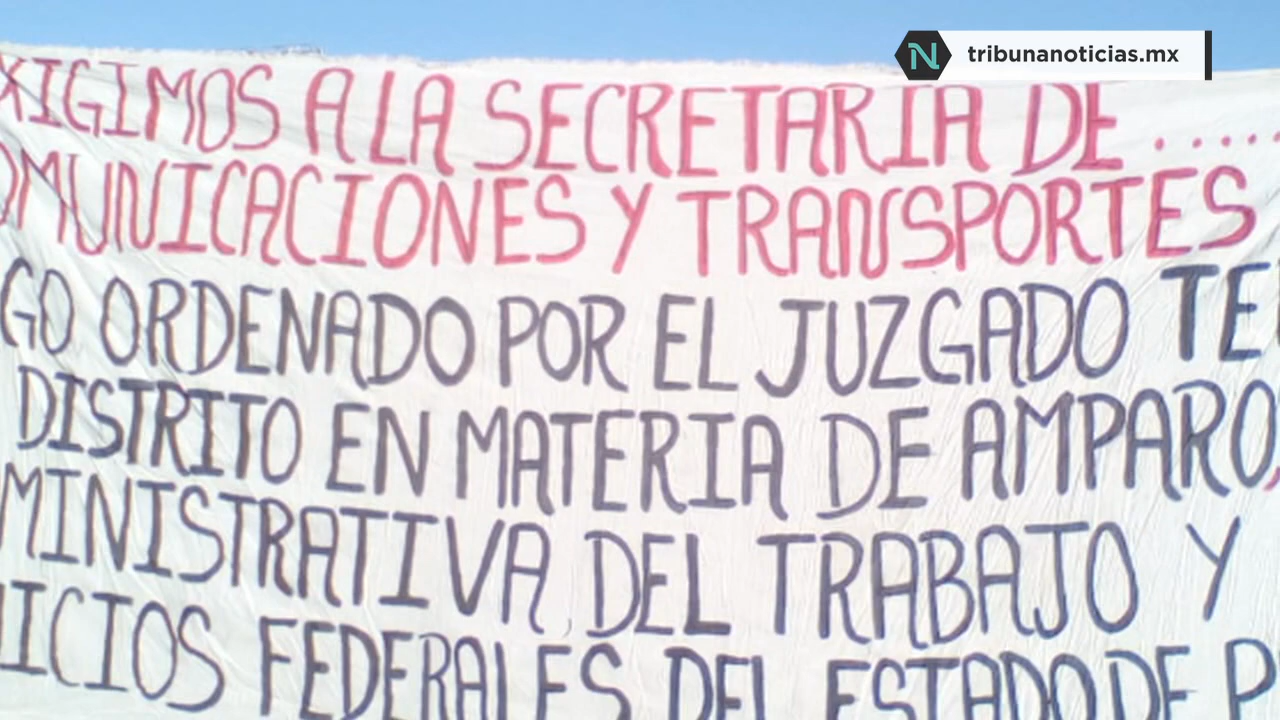 tribunanoticias.mx
XIGIMOS A LA SECRETARIA DE .....
OMUNICACIONES Y TRANSPORTES
GO ORDENADO POR EL JUZGADO TE
DISTRITO EN MATERIA DE AMPARO,
MINISTRATIVA, DEL TRABAJO Y
ICIOS FEDERALES DEL ESTADO DE P